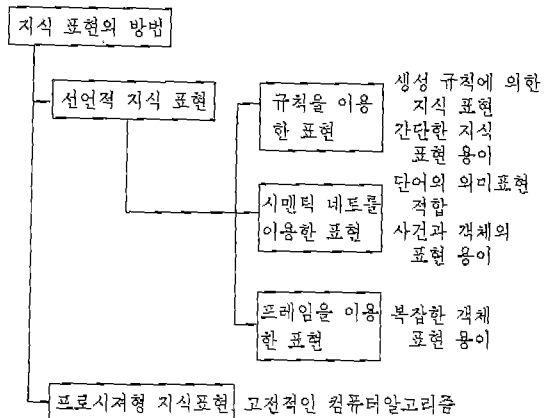 지식 표현의 방법
선언적 지식 표현
규칙을 이용
한 표현
생성 규칙에 의한
지식 표현
간단한 지식
표현 용이
시멘틱 네트를
이용한 표현
단어의 의미표현
적합
사건과 객체의
표현 용이
프레임을 이용
한 표현
복잡한 객체
표현 용이
프로시져형 지식표현
고전적인 컴퓨터알고리즘